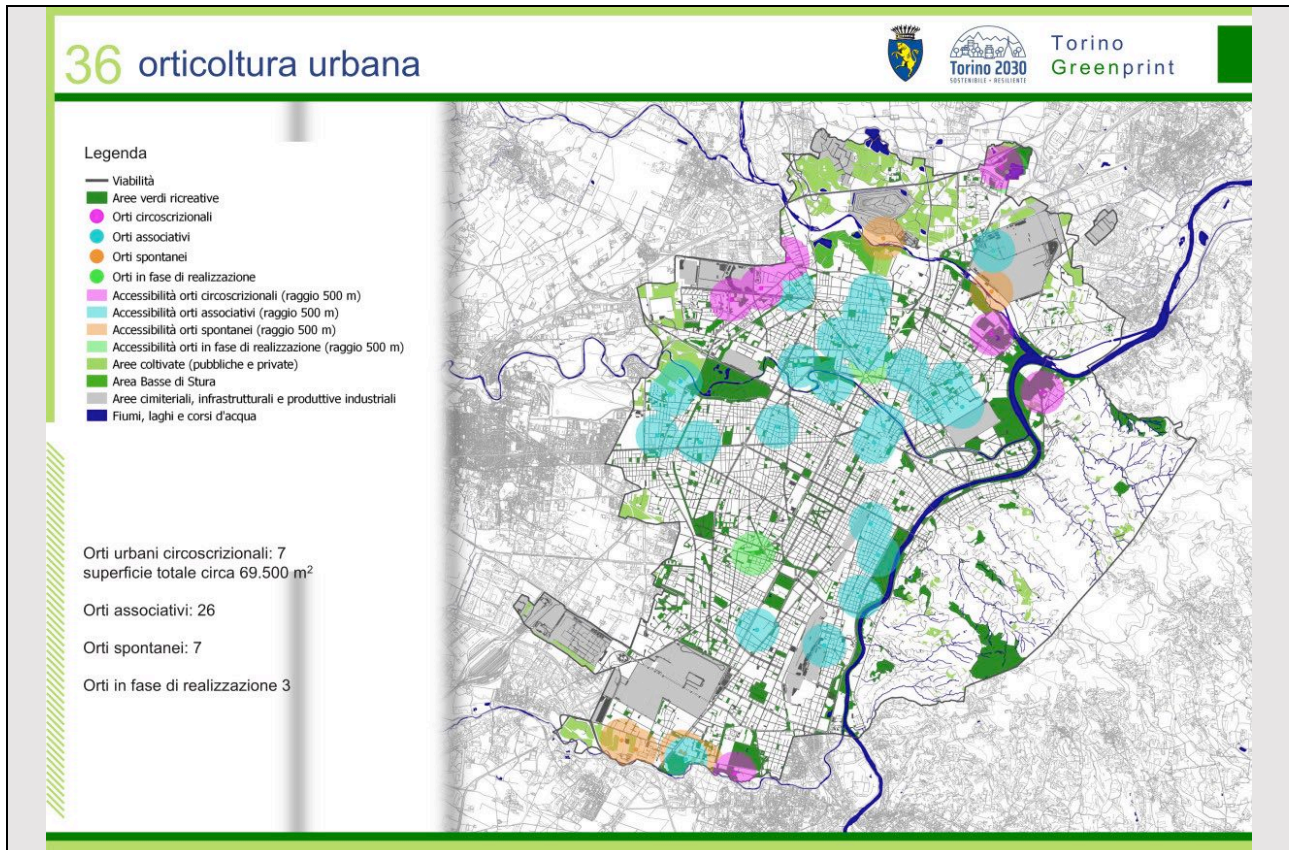 36 orticoltura urbana
Torino 2030
SOSTENIBILE • RESILIENTE
Torino
Greenprint
Legenda
Viabilità
Aree verdi ricreative
Orti circoscrizionali
Orti associativi
Orti spontanei
Orti in fase di realizzazione
Accessibilità orti circoscrizionali (raggio 500 m)
Accessibilità orti associativi (raggio 500 m)
Accessibilità orti spontanei (raggio 500 m)
Accessibilità orti in fase di realizzazione (raggio 500 m)
Aree coltivate (pubbliche e private)
Area Basse di Stura
Aree cimiteriali, infrastrutturali e produttive industriali
Fiumi, laghi e corsi d'acqua
Orti urbani circoscrizionali: 7
superficie totale circa 69.500 m²
Orti associativi: 26
Orti spontanei: 7
Orti in fase di realizzazione 3